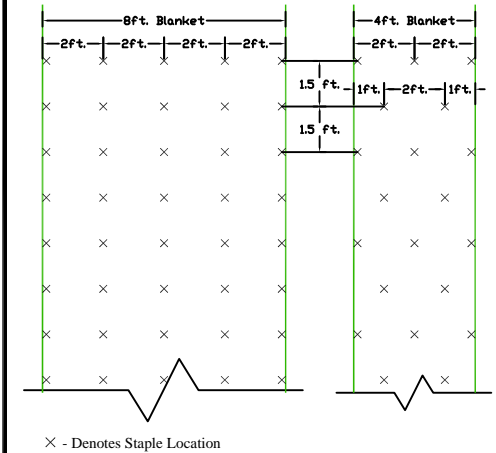 8ft. Blanket 4ft. Blanket
2ft. 2ft. 2ft. 2ft. 2ft. 2ft.
1.5 ft. 1ft. 2ft. 1ft.
1.5 ft.
× - Denotes Staple Location